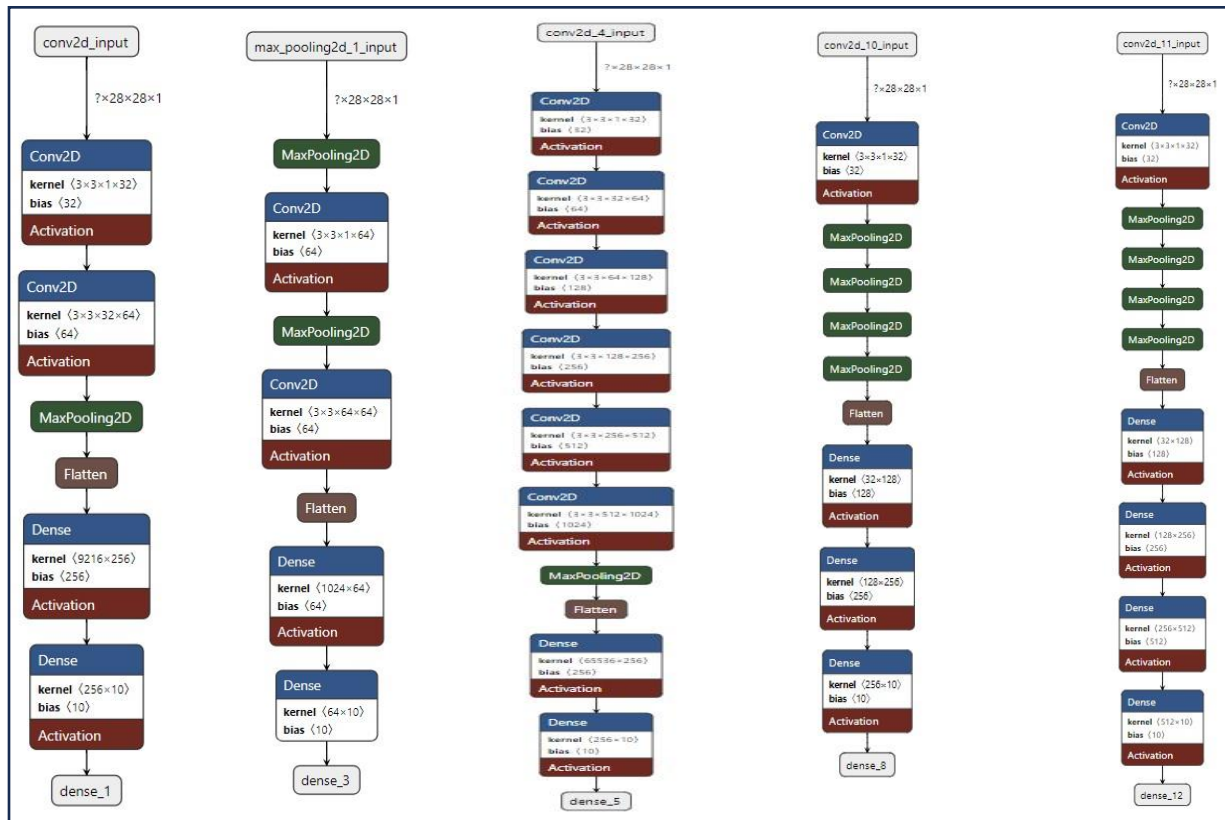 conv2d_input
?×28×28×1
Conv2D
kernel ⟨3×3×1×32⟩
bias ⟨32⟩
Activation
Conv2D
kernel ⟨3×3×32×64⟩
bias ⟨64⟩
Activation
MaxPooling2D
Flatten
Dense
kernel ⟨9216×256⟩
bias ⟨256⟩
Activation
Dense
kernel ⟨256×10⟩
bias ⟨10⟩
Activation
dense_1
max_pooling2d_1_input
?×28×28×1
MaxPooling2D
Conv2D
kernel ⟨3×3×1×64⟩
bias ⟨64⟩
Activation
MaxPooling2D
Conv2D
kernel ⟨3×3×64×64⟩
bias ⟨64⟩
Activation
Flatten
Dense
kernel ⟨1024×64⟩
bias ⟨64⟩
Activation
Dense
kernel ⟨64×10⟩
bias ⟨10⟩
dense_3
conv2d_4_input
?×28×28×1
Conv2D
kernel ⟨3×3×1×32⟩
bias ⟨32⟩
Activation
Conv2D
kernel ⟨3×3×32×64⟩
bias ⟨64⟩
Activation
Conv2D
kernel ⟨3×3×64×128⟩
bias ⟨128⟩
Activation
Conv2D
kernel ⟨3×3×128×256⟩
bias ⟨256⟩
Activation
Conv2D
kernel ⟨3×3×256×512⟩
bias ⟨512⟩
Activation
Conv2D
kernel ⟨3×3×512×1024⟩
bias ⟨1024⟩
Activation
MaxPooling2D
Flatten
Dense
kernel ⟨65536×256⟩
bias ⟨256⟩
Activation
Dense
kernel ⟨256×10⟩
bias ⟨10⟩
Activation
dense_5
conv2d_10_input
?×28×28×1
Conv2D
kernel ⟨3×3×1×32⟩
bias ⟨32⟩
Activation
MaxPooling2D
MaxPooling2D
MaxPooling2D
MaxPooling2D
Flatten
Dense
kernel ⟨32×128⟩
bias ⟨128⟩
Activation
Dense
kernel ⟨128×256⟩
bias ⟨256⟩
Activation
Dense
kernel ⟨256×10⟩
bias ⟨10⟩
Activation
dense_8
conv2d_11_input
?×28×28×1
Conv2D
kernel ⟨3×3×1×32⟩
bias ⟨32⟩
Activation
MaxPooling2D
MaxPooling2D
MaxPooling2D
MaxPooling2D
Flatten
Dense
kernel ⟨32×128⟩
bias ⟨128⟩
Activation
Dense
kernel ⟨128×256⟩
bias ⟨256⟩
Activation
Dense
kernel ⟨256×512⟩
bias ⟨512⟩
Activation
Dense
kernel ⟨512×10⟩
bias ⟨10⟩
Activation
dense_12